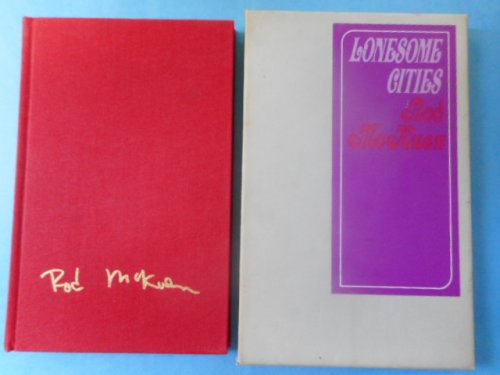 Rod McKuen
LONESOME
CITIES
Rod
McKuen